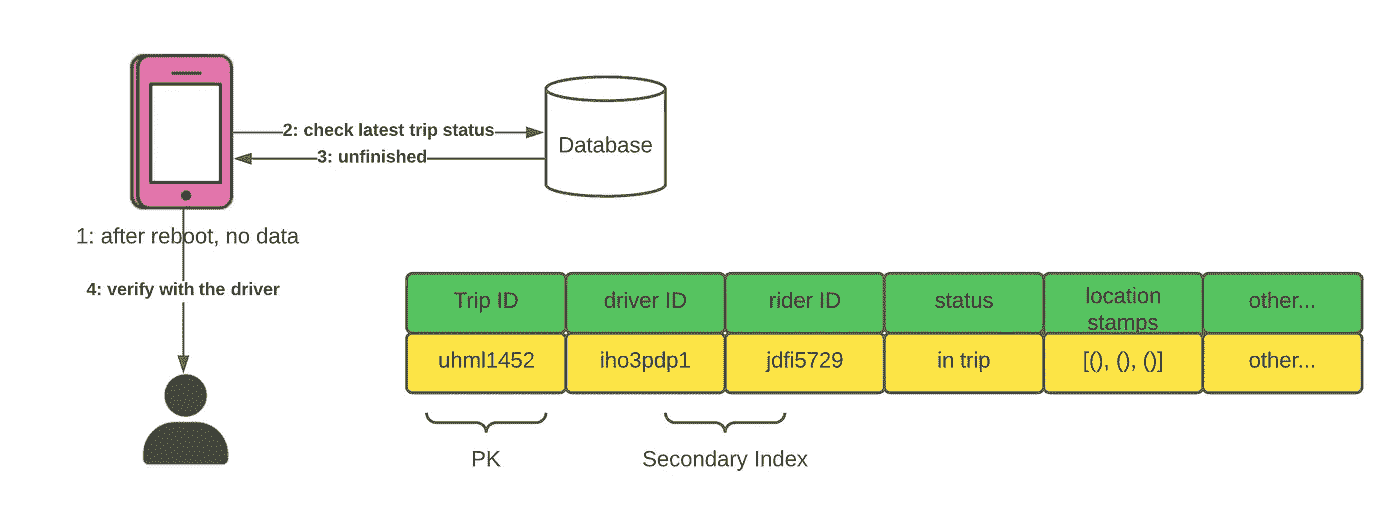 2: check latest trip status
3: unfinished
Database
1: after reboot, no data
4: verify with the driver
Trip ID driver ID rider ID status location stamps other...
uhml1452 iho3pdp1 jdfi5729 in trip [(), (), ()] other...
PK Secondary Index